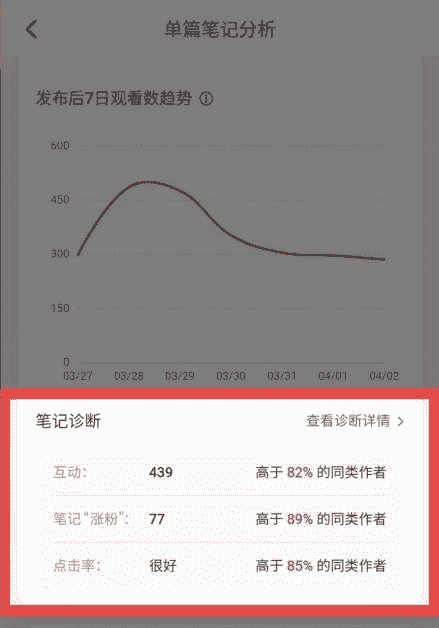 单篇笔记分析
发布后7日观看数趋势
600
450
300
150
0
03/27 03/28 03/29 03/30 03/31 04/01 04/02
笔记诊断 查看诊断详情
互动: 439 高于 82% 的同类作者
笔记“涨粉”: 77 高于 89% 的同类作者
点击率: 很好 高于 85% 的同类作者